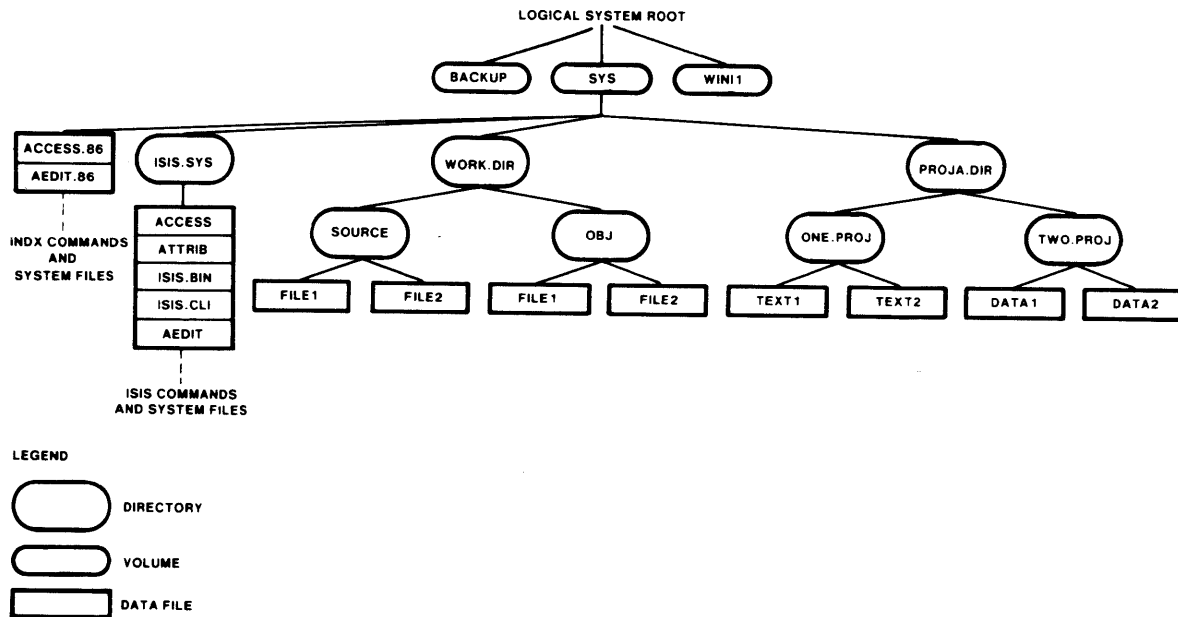 LOGICAL SYSTEM ROOT
BACKUP
SYS
WINI1
ACCESS.86
AEDIT.86
INDX COMMANDS
AND
SYSTEM FILES
ISIS.SYS
ACCESS
ATTRIB
ISIS.BIN
ISIS.CLI
AEDIT
ISIS COMMANDS
AND SYSTEM FILES
WORK.DIR
SOURCE
OBJ
FILE1
FILE2
FILE1
FILE2
PROJA.DIR
ONE.PROJ
TWO.PROJ
TEXT1
TEXT2
DATA1
DATA2
LEGEND
DIRECTORY
VOLUME
DATA FILE